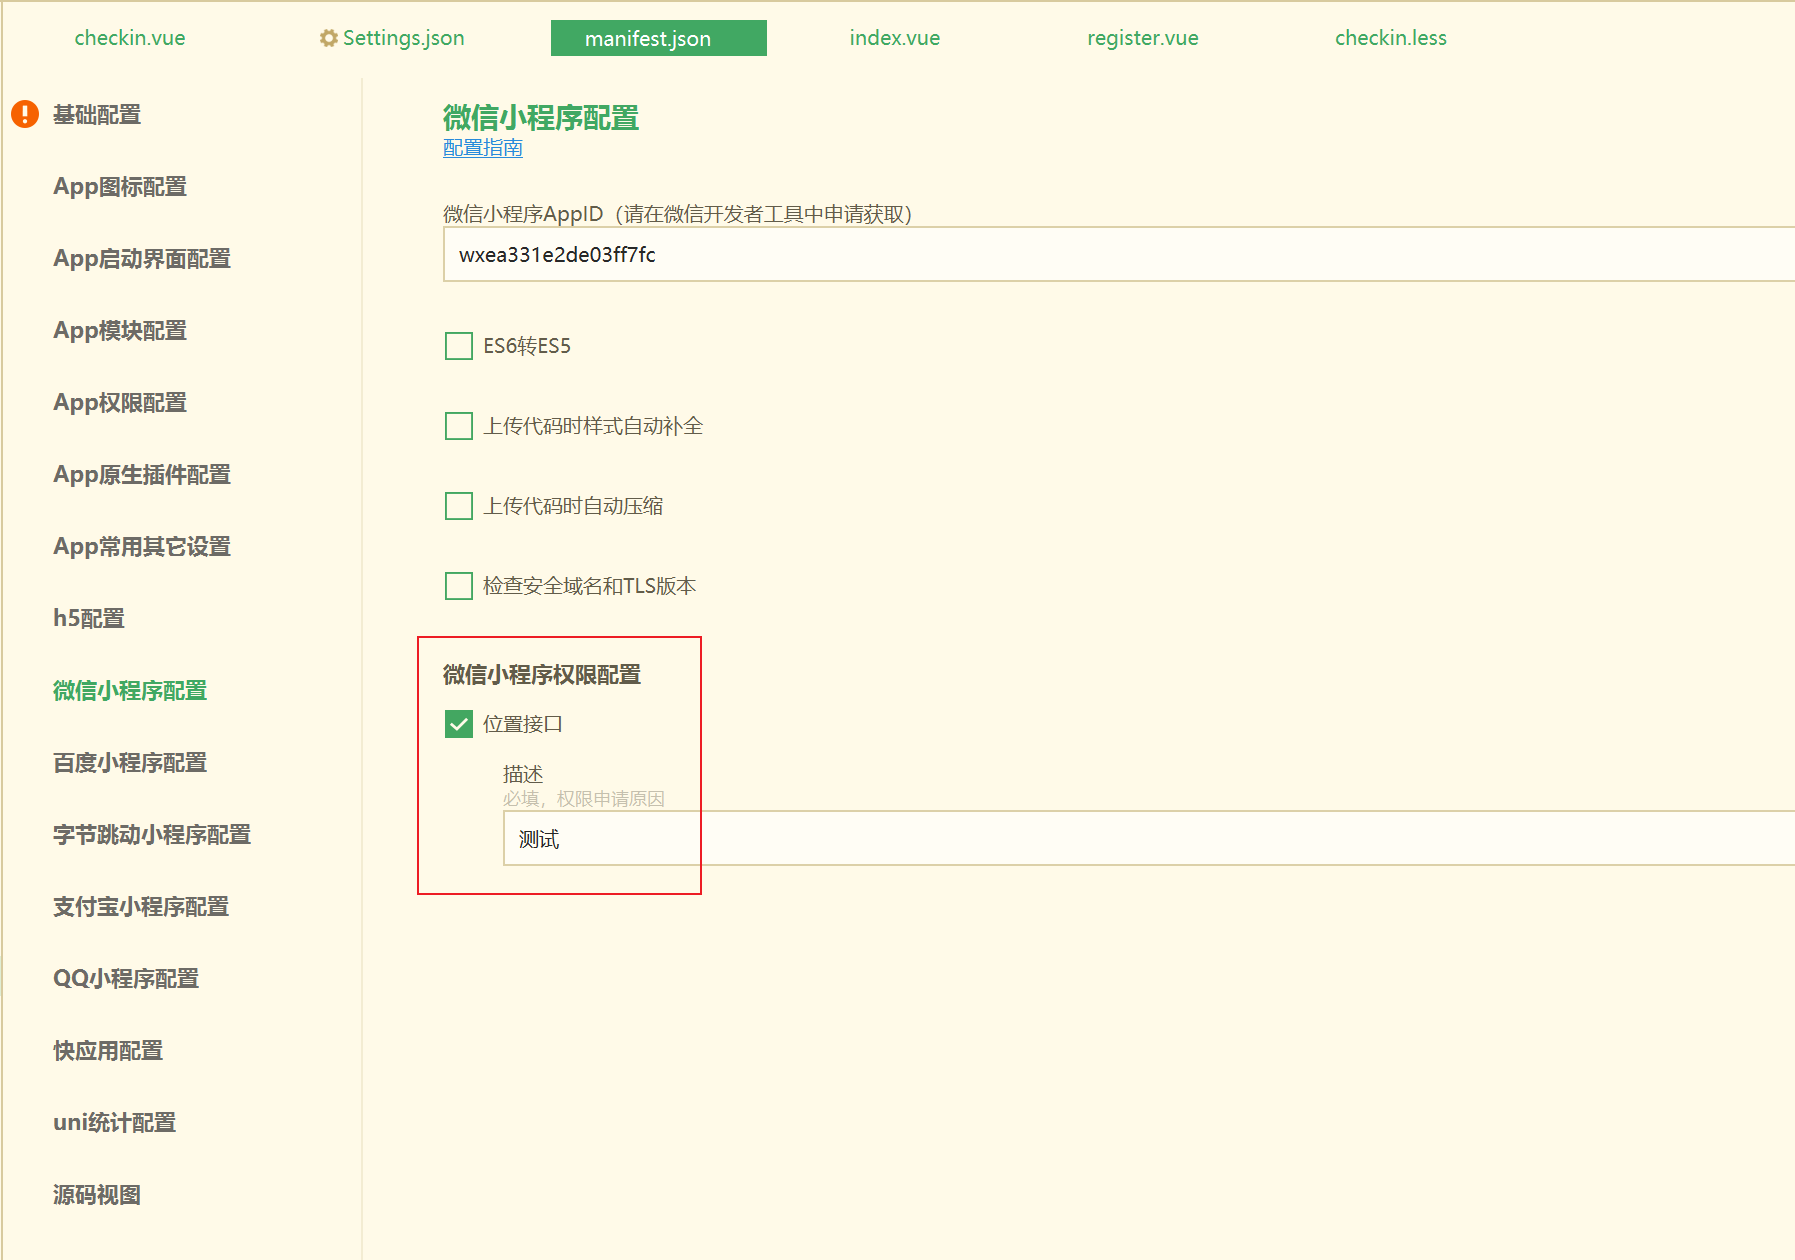 checkin.vue
Settings.json
manifest.json
index.vue
register.vue
checkin.less
基础配置
App图标配置
App启动界面配置
App模块配置
App权限配置
App原生插件配置
App常用其它设置
h5配置
微信小程序配置
百度小程序配置
字节跳动小程序配置
支付宝小程序配置
QQ小程序配置
快应用配置
uni统计配置
源码视图
微信小程序配置
配置指南
微信小程序AppID（请在微信开发者工具中申请获取）
wxea331e2de03ff7fc
ES6转ES5
上传代码时样式自动补全
上传代码时自动压缩
检查安全域名和TLS版本
微信小程序权限配置
位置接口
描述
必填，权限申请原因
测试